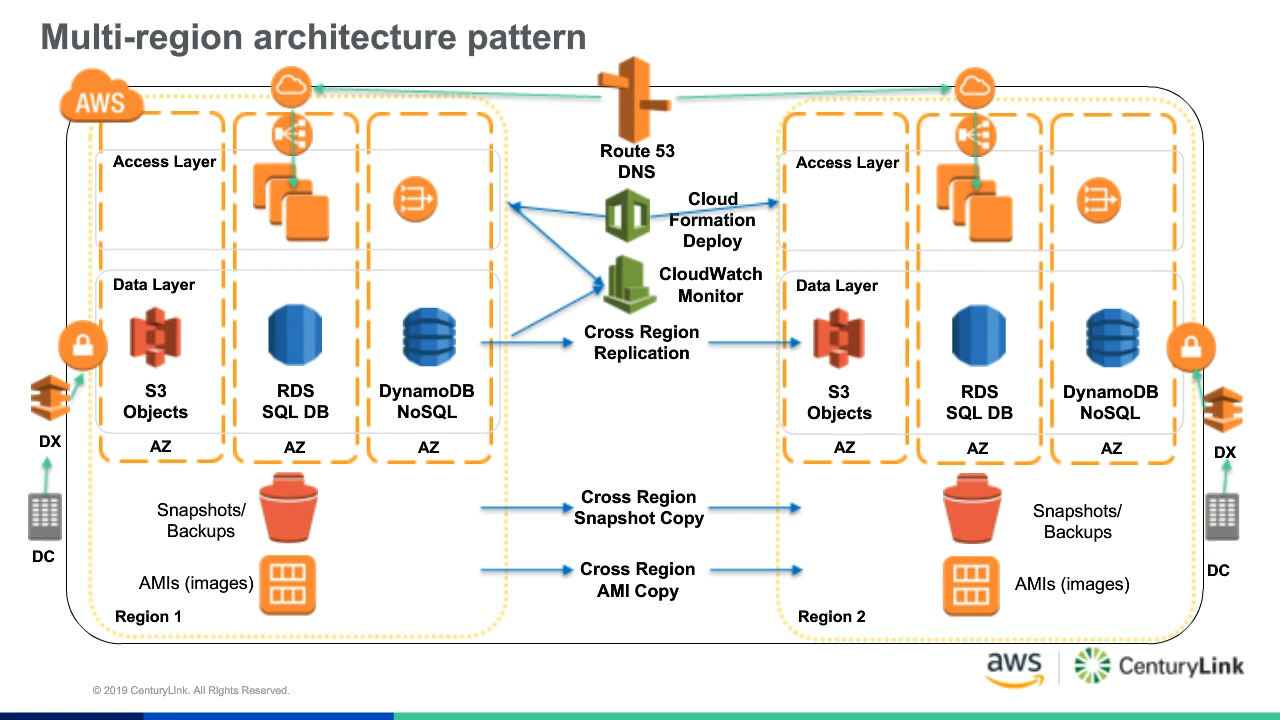 Multi-region architecture pattern
AWS
Route 53
DNS
Cloud
Formation
Deploy
CloudWatch
Monitor
Cross Region
Replication
Cross Region
Snapshot Copy
Cross Region
AMI Copy
Access Layer
Data Layer
S3
Objects
RDS
SQL DB
DynamoDB
NoSQL
AZ
AZ
AZ
Snapshots/
Backups
AMIs (images)
Region 1
DX
DC
Access Layer
Data Layer
S3
Objects
RDS
SQL DB
DynamoDB
NoSQL
AZ
AZ
AZ
Snapshots/
Backups
AMIs (images)
Region 2
DX
DC
aws
CenturyLink
© 2019 CenturyLink. All Rights Reserved.